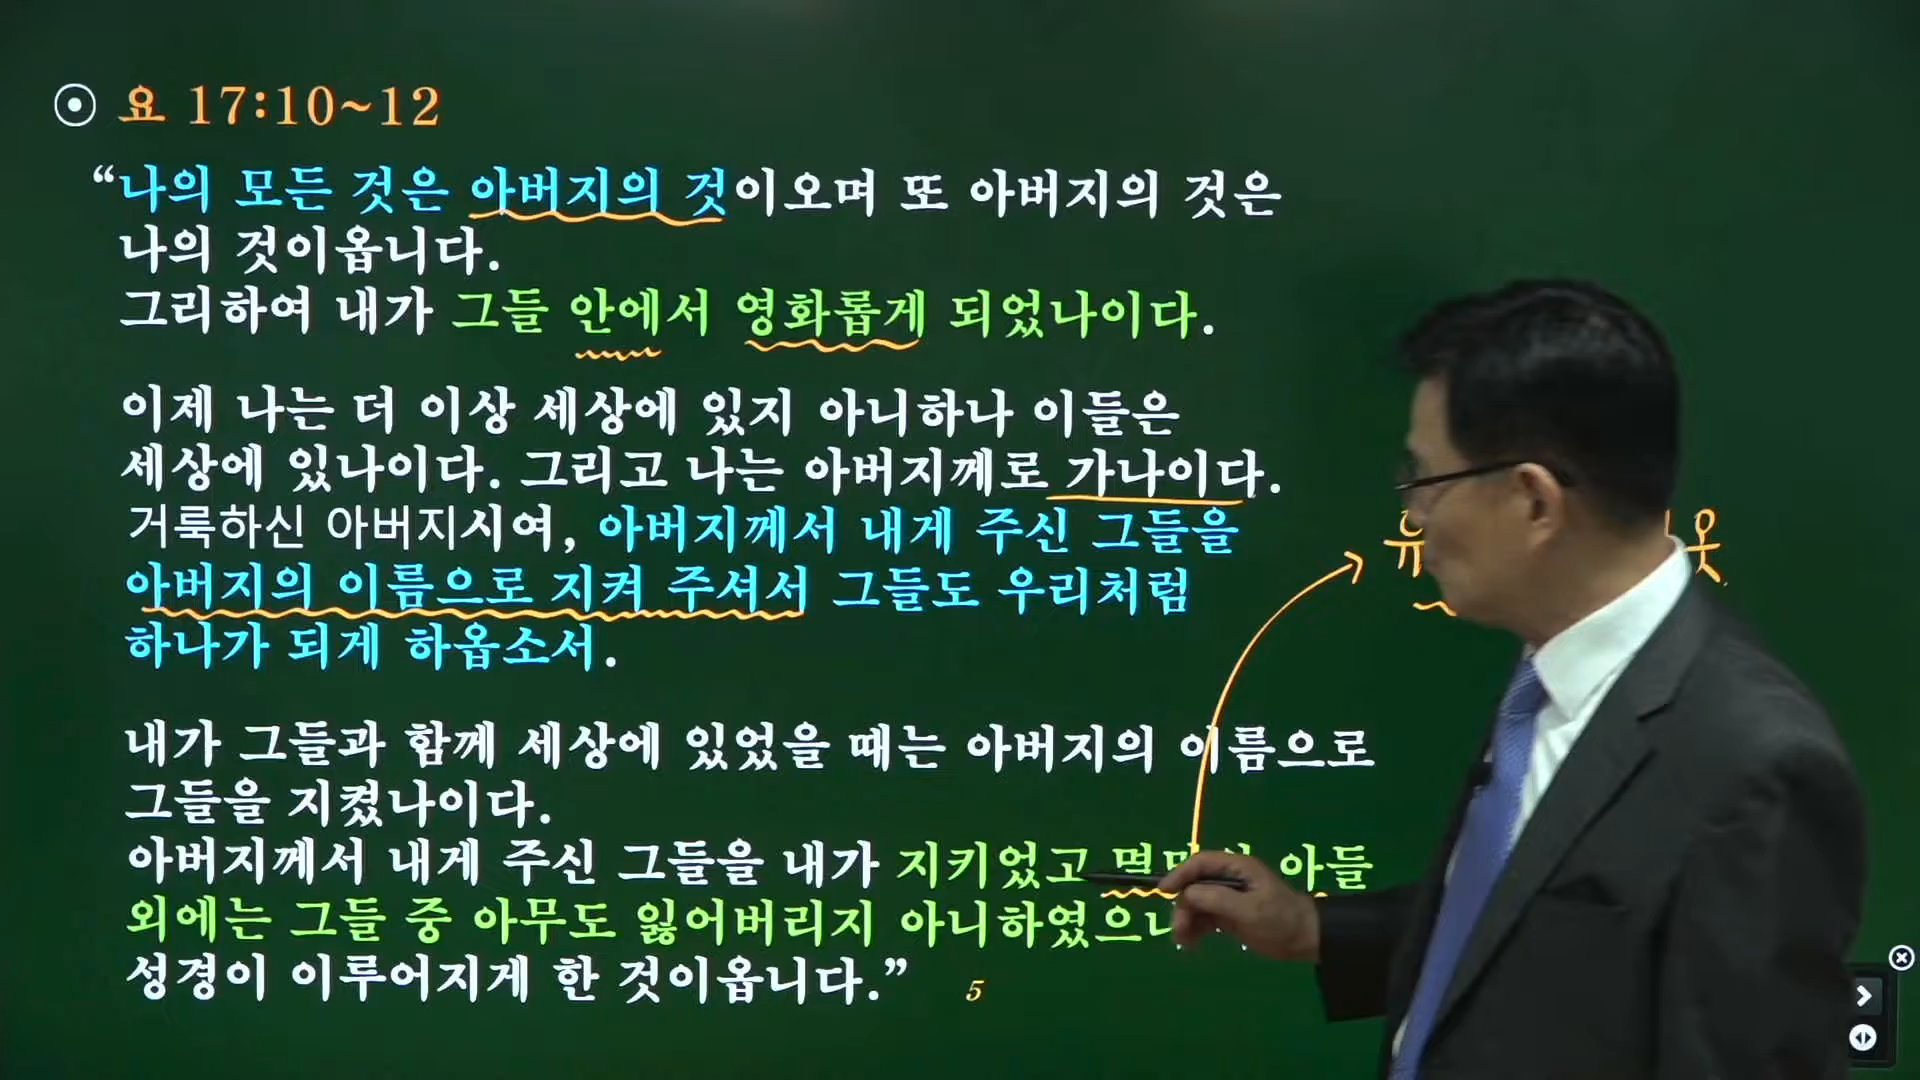 ⊙ 요 17:10~12
“나의 모든 것은 아버지의 것이오며 또 아버지의 것은
나의 것이옵니다.
그리하여 내가 그들 안에서 영화롭게 되었나이다.
이제 나는 더 이상 세상에 있지 아니하나 이들은
세상에 있나이다. 그리고 나는 아버지께로 가나이다.
거룩하신 아버지시여, 아버지께서 내게 주신 그들을
아버지의 이름으로 지켜 주셔서 그들도 우리처럼
하나가 되게 하옵소서.
내가 그들과 함께 세상에 있었을 때는 아버지의 이름으로
그들을 지켰나이다.
아버지께서 내게 주신 그들을 내가 지키었고 아들
외에는 그들 중 아무도 잃어버리지 아니하였으니
성경이 이루어지게 한 것이옵니다.”
5